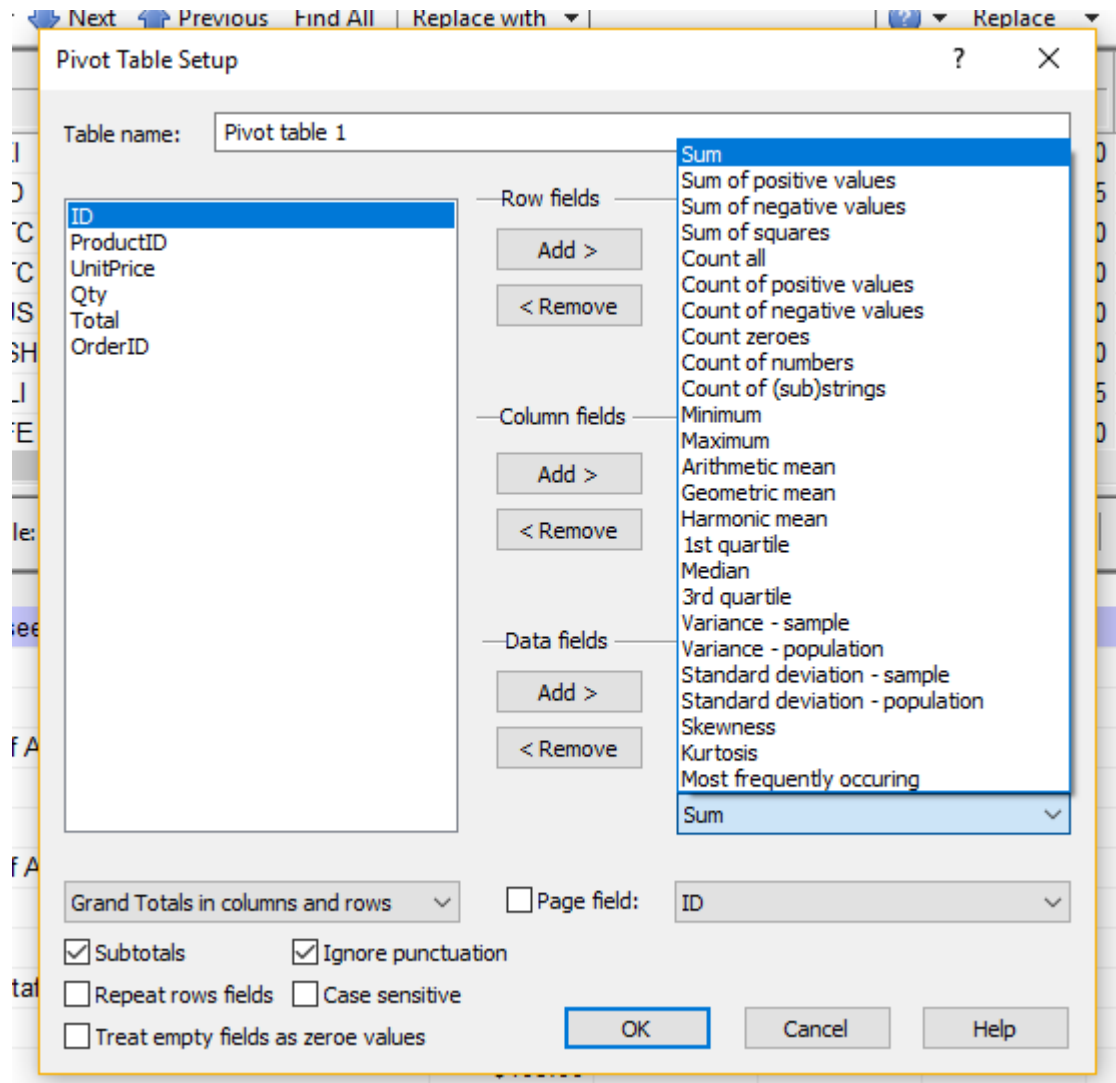 Next Previous Find All Replace with Replace
Pivot Table Setup ?
Table name: Pivot table 1
ID
ProductID
UnitPrice
Qty
Total
OrderID
Row fields
Add >
< Remove
Column fields
Add >
< Remove
Data fields
Add >
< Remove
Sum
Sum of positive values
Sum of negative values
Sum of squares
Count all
Count of positive values
Count of negative values
Count zeroes
Count of numbers
Count of (sub)strings
Minimum
Maximum
Arithmetic mean
Geometric mean
Harmonic mean
1st quartile
Median
3rd quartile
Variance - sample
Variance - population
Standard deviation - sample
Standard deviation - population
Skewness
Kurtosis
Most frequently occuring
Sum
Grand Totals in columns and rows
Page field: ID
Subtotals Ignore punctuation
Repeat rows fields Case sensitive
Treat empty fields as zeroe values
OK Cancel Help